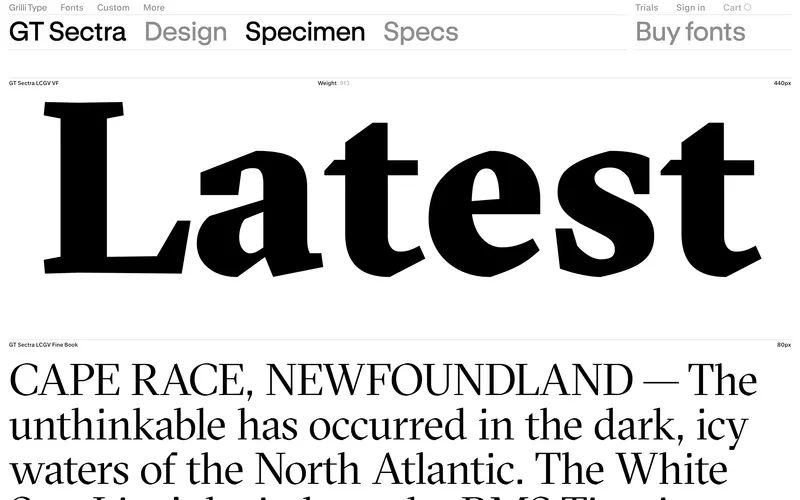 Grilli Type Fonts Custom More Trials Sign in Cart
GT Sectra Design Specimen Specs Buy fonts
GT Sectra LCGV VF Weight 913 440px
Latest
GT Sectra LCGV Fine Book 80px
CAPE RACE, NEWFOUNDLAND — The
unthinkable has occurred in the dark, icy
waters of the North Atlantic. The White